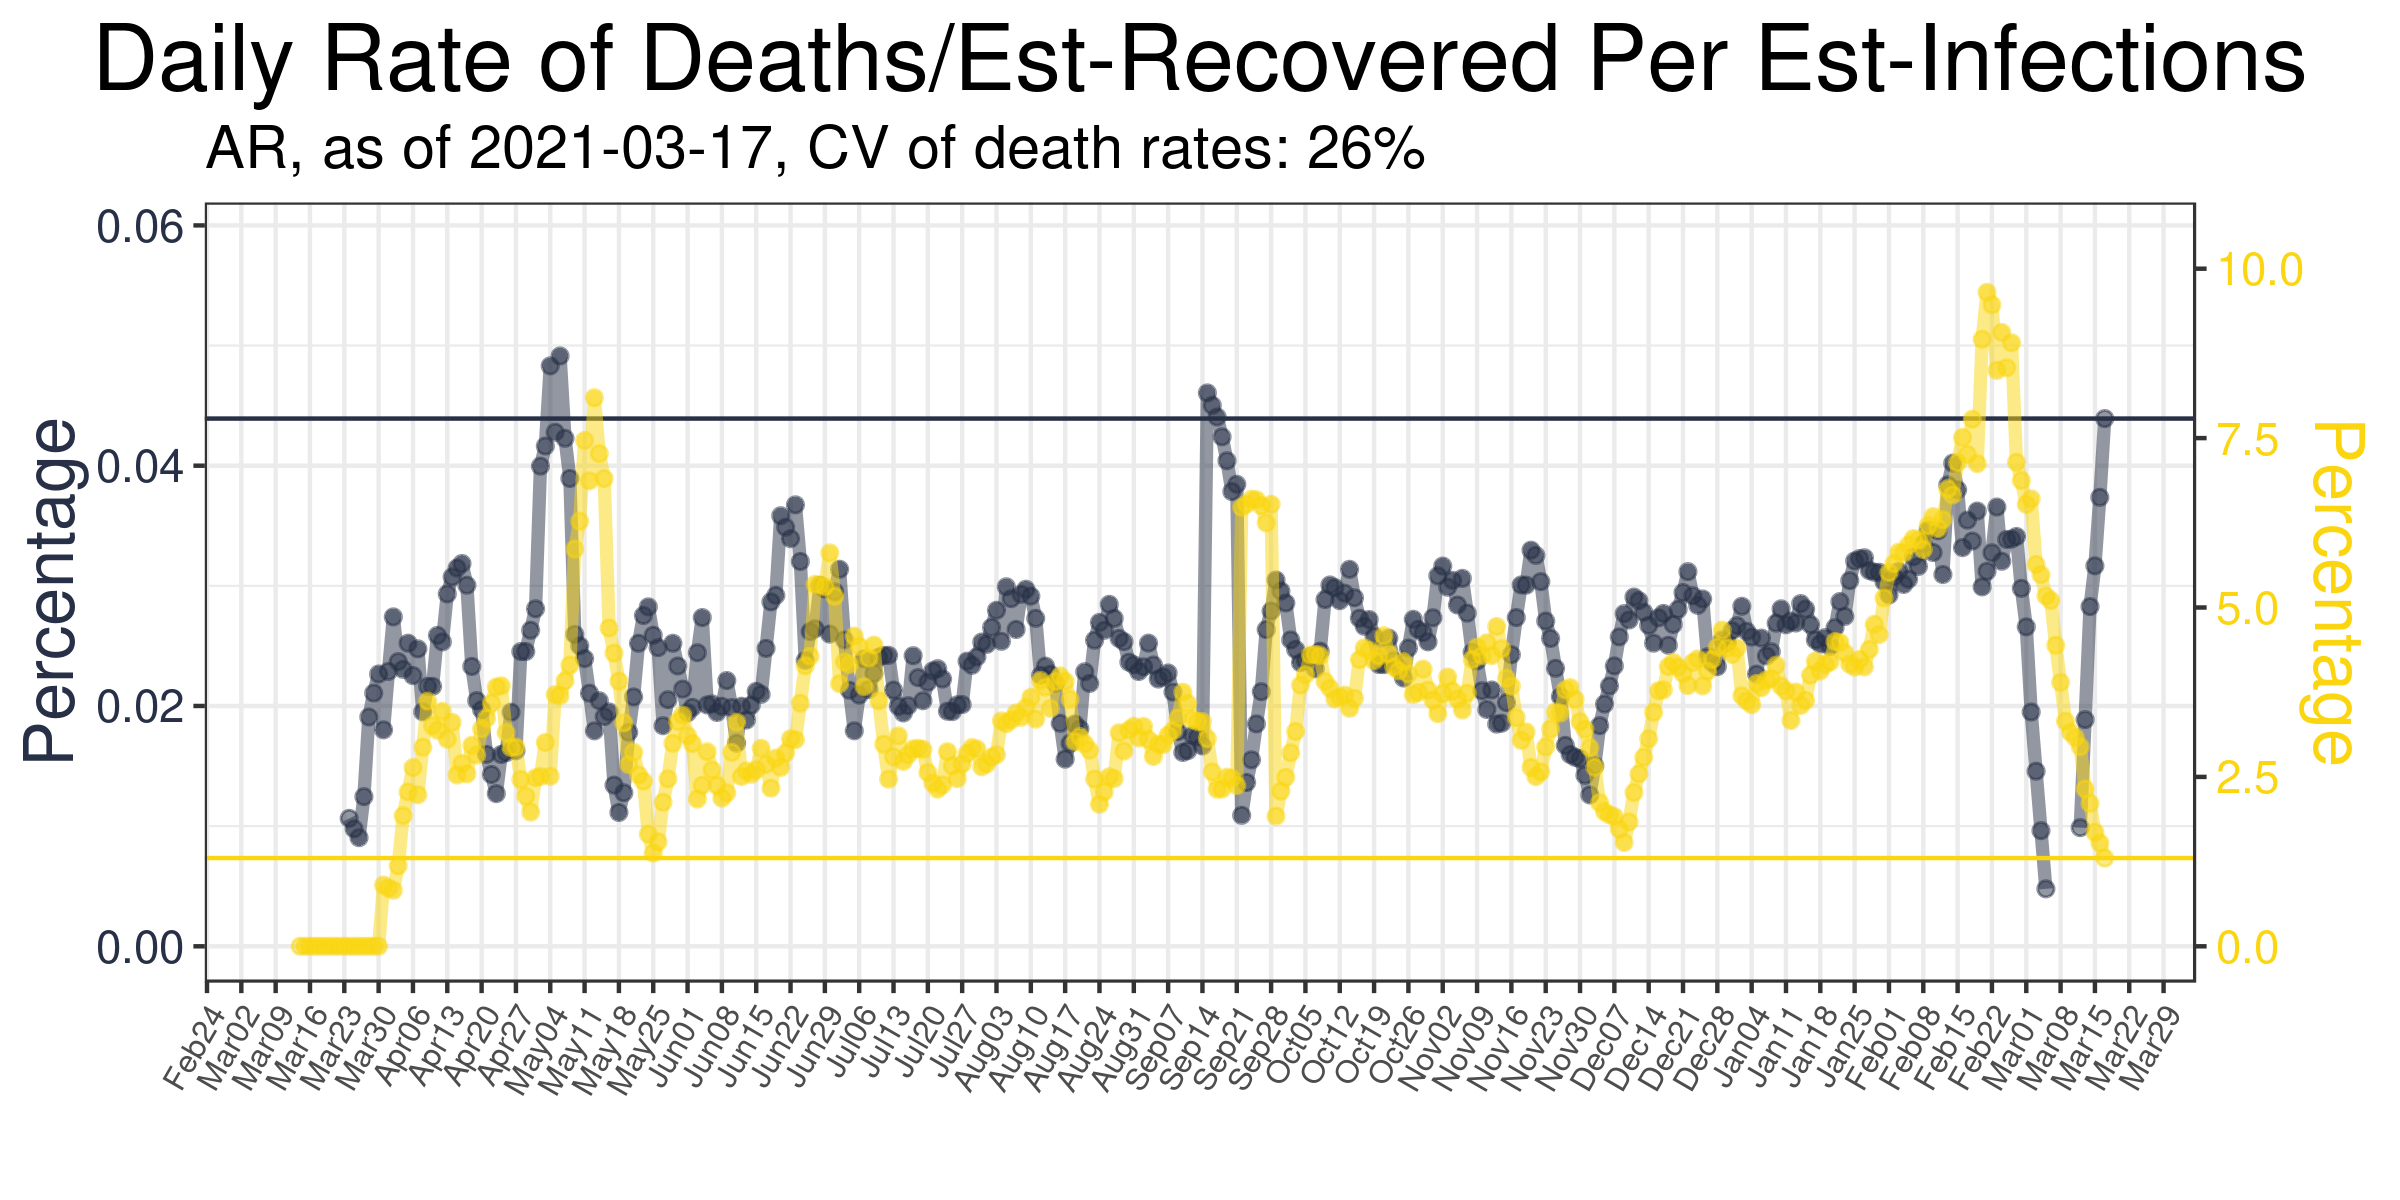 Daily Rate of Deaths/Est-Recovered Per Est-Infections
AR, as of 2021-03-17, CV of death rates: 26%
Percentage
0.06
0.04
0.02
0.00
10.0
7.5
5.0
2.5
0.0
Percentage
Feb24
Mar02
Mar09
Mar16
Mar23
Mar30
Apr06
Apr13
Apr20
Apr27
May04
May11
May18
May25
Jun01
Jun08
Jun15
Jun22
Jun29
Jul06
Jul13
Jul20
Jul27
Aug03
Aug10
Aug17
Aug24
Aug31
Sep07
Sep14
Sep21
Sep28
Oct05
Oct12
Oct19
Oct26
Nov02
Nov09
Nov16
Nov23
Nov30
Dec07
Dec14
Dec21
Dec28
Jan04
Jan11
Jan18
Jan25
Feb01
Feb08
Feb15
Feb22
Mar01
Mar08
Mar15
Mar22
Mar29